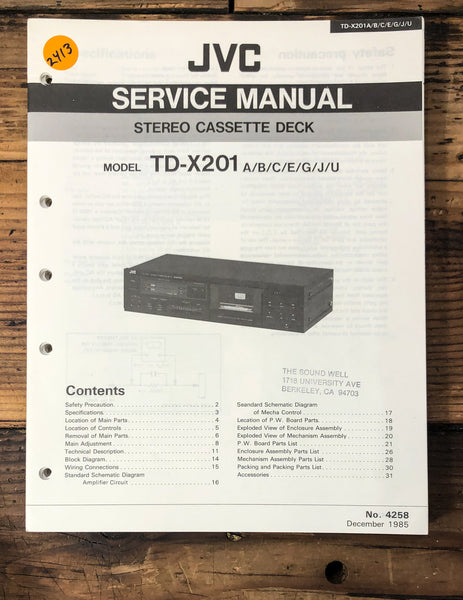 TD-X201A/B/C/E/G/J/U
2413
JVC
SERVICE MANUAL
STEREO CASSETTE DECK
MODEL TD-X201 A/B/C/E/G/J/U
JVC
THE SOUND WELL
1718 UNIVERSITY AVE
BERKELEY, CA 94703
Contents
Safety Precaution 2
Specifications 3
Location of Main Parts 4
Location of Controls 5
Removal of Main Parts 6
Main Adjustment 8
Technical Description 11
Block Diagram 14
Wiring Connections 15
Standard Schematic Diagram
Amplifier Circuit 16
Seandard Schematic Diagram
of Mecha Control 17
Location of P.W. Board Parts 18
Exploded View of Enclosure Assembly 19
Exploded View of Mechanism Assembly 20
P.W. Board Parts List 21
Enclosure Assembly Parts List 26
Mechanism Assembly Parts List 28
Packing and Packing Parts List 30
Accessories 31
No. 4258
December 1985